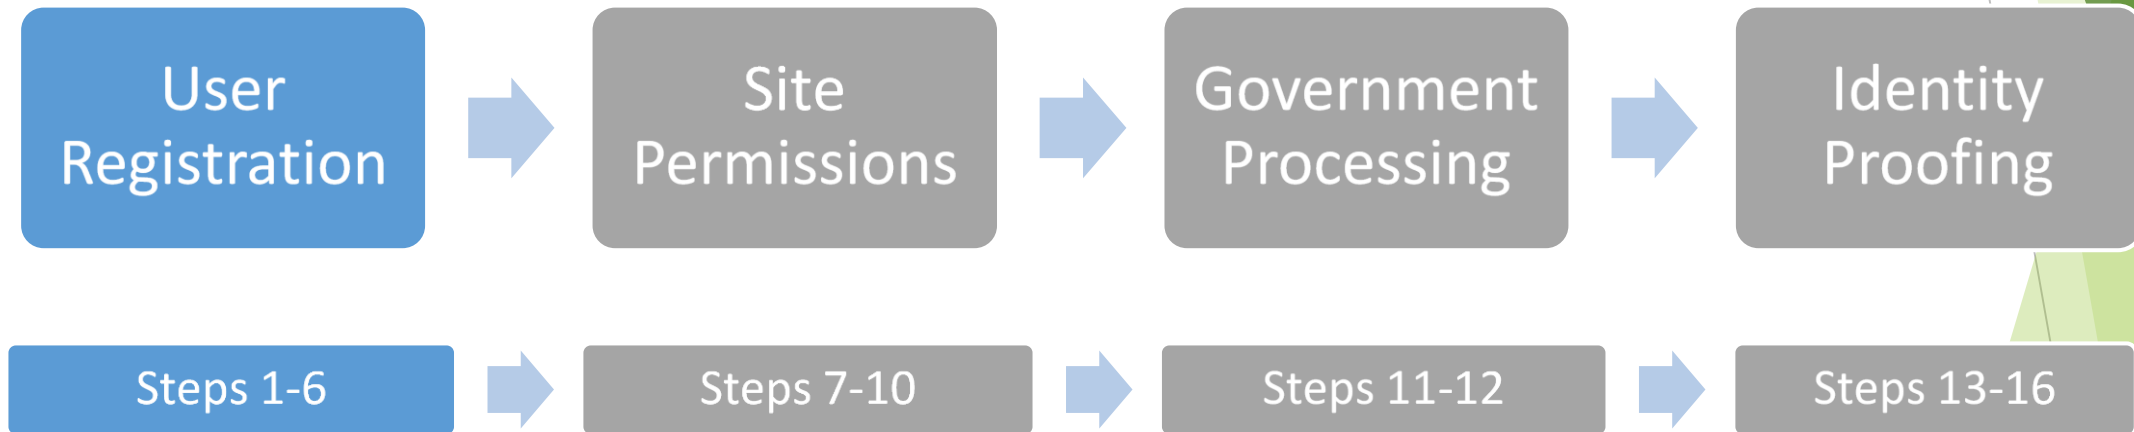 User
Registration
Site
Permissions
Government
Processing
Identity
Proofing
Steps 1-6
Steps 7-10
Steps 11-12
Steps 13-16